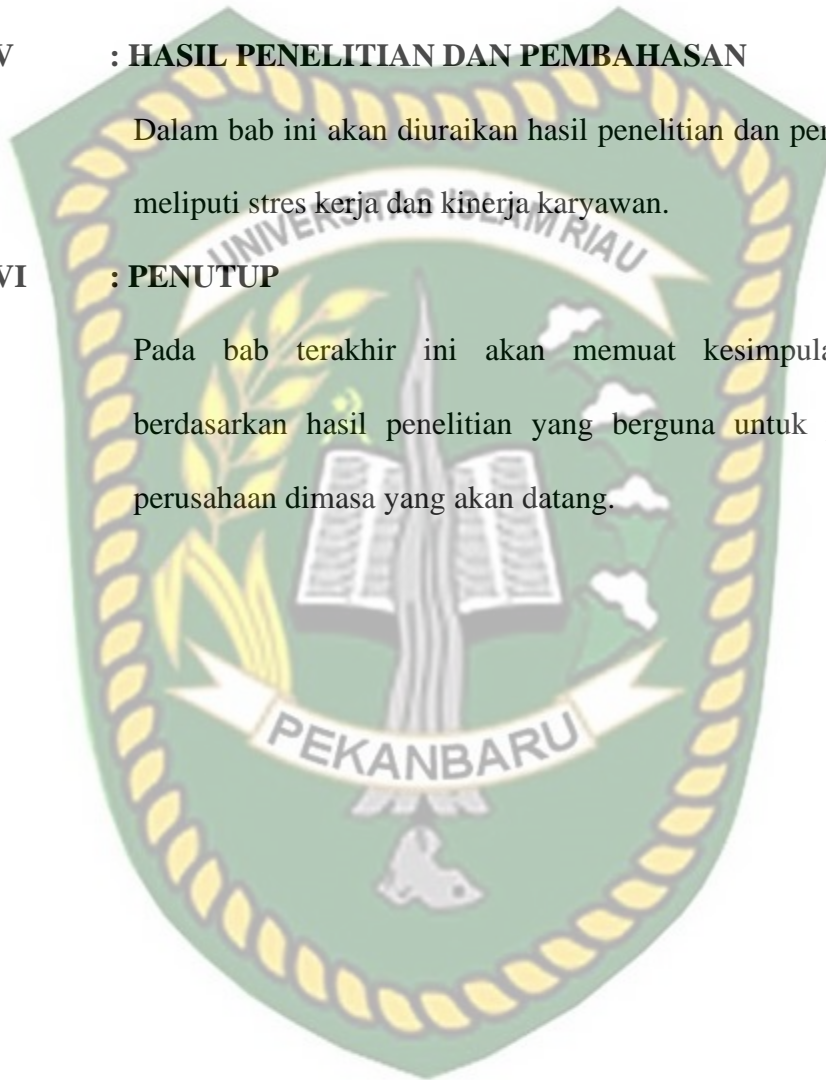 V : HASIL PENELITIAN DAN PEMBAHASAN
Dalam bab ini akan diuraikan hasil penelitian dan
meliputi stres kerja dan kinerja karyawan.
UNIVERSITAS ISLAM RIAU
VI : PENUTUP
Pada bab terakhir ini akan memuat
berdasarkan hasil penelitian yang berguna untuk
perusahaan dimasa yang akan datang.
PEKANBARU